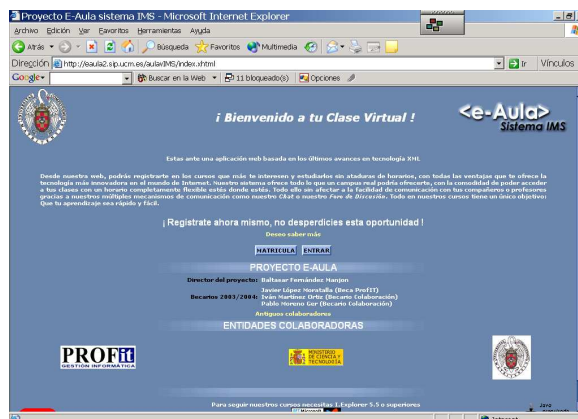 Proyecto E-Aula sistema IMS - Microsoft Internet Explorer
Archivo Edición Ver Favoritos Herramientas Ayuda
Atrás Búsqueda Favoritos Multimedia
Dirección http://eaula2.sip.ucm.es/aulavIMS/index.xhtml Ir Vínculos
Google Buscar en la Web 11 bloqueado(s) Opciones
¡ Bienvenido a tu Clase Virtual !
<e-Aula>
Sistema IMS
Estas ante una aplicación web basada en los últimos avances en tecnología XML
Desde nuestra web, podrás registrarte en los cursos que más te interesen y estudiarlos sin ataduras de horarios, con todas las ventajas que te ofrece la
tecnología más innovadora en el mundo de Internet. Nuestro sistema ofrece todo lo que un campus real podría ofrecerte, con la comodidad de poder acceder
a tus clases con un horario completamente flexible estés donde estés. Todo ello sin afectar a la facilidad de comunicación con tus compañeros o profesores
gracias a nuestros múltiples mecanismos de comunicación como nuestro Chat o nuestro Foro de Discusión. Todo en nuestros cursos tiene un único objetivo:
Que tu aprendizaje sea rápido y fácil.
¡ Registrate ahora mismo, no desperdicies esta oportunidad !
Deseo saber más
MATRICULA ENTRAR
PROYECTO E-AULA
Director del proyecto: Baltasar Fernández Manjon
Javier López Moratalla (Beca ProfIT)
Becarios 2003/2004: Iván Martínez Ortiz (Becario Colaboración)
Pablo Moreno Ger (Becario Colaboración)
Antiguos colaboradores
ENTIDADES COLABORADORAS
PROFit
GESTIÓN INFORMÁTICA
MINISTERIO
DE CIENCIA Y
TECNOLOGÍA
Para seguir nuestros cursos necesitas I.Explorer 5.5 o superiores
Microsoft
Java
Internet